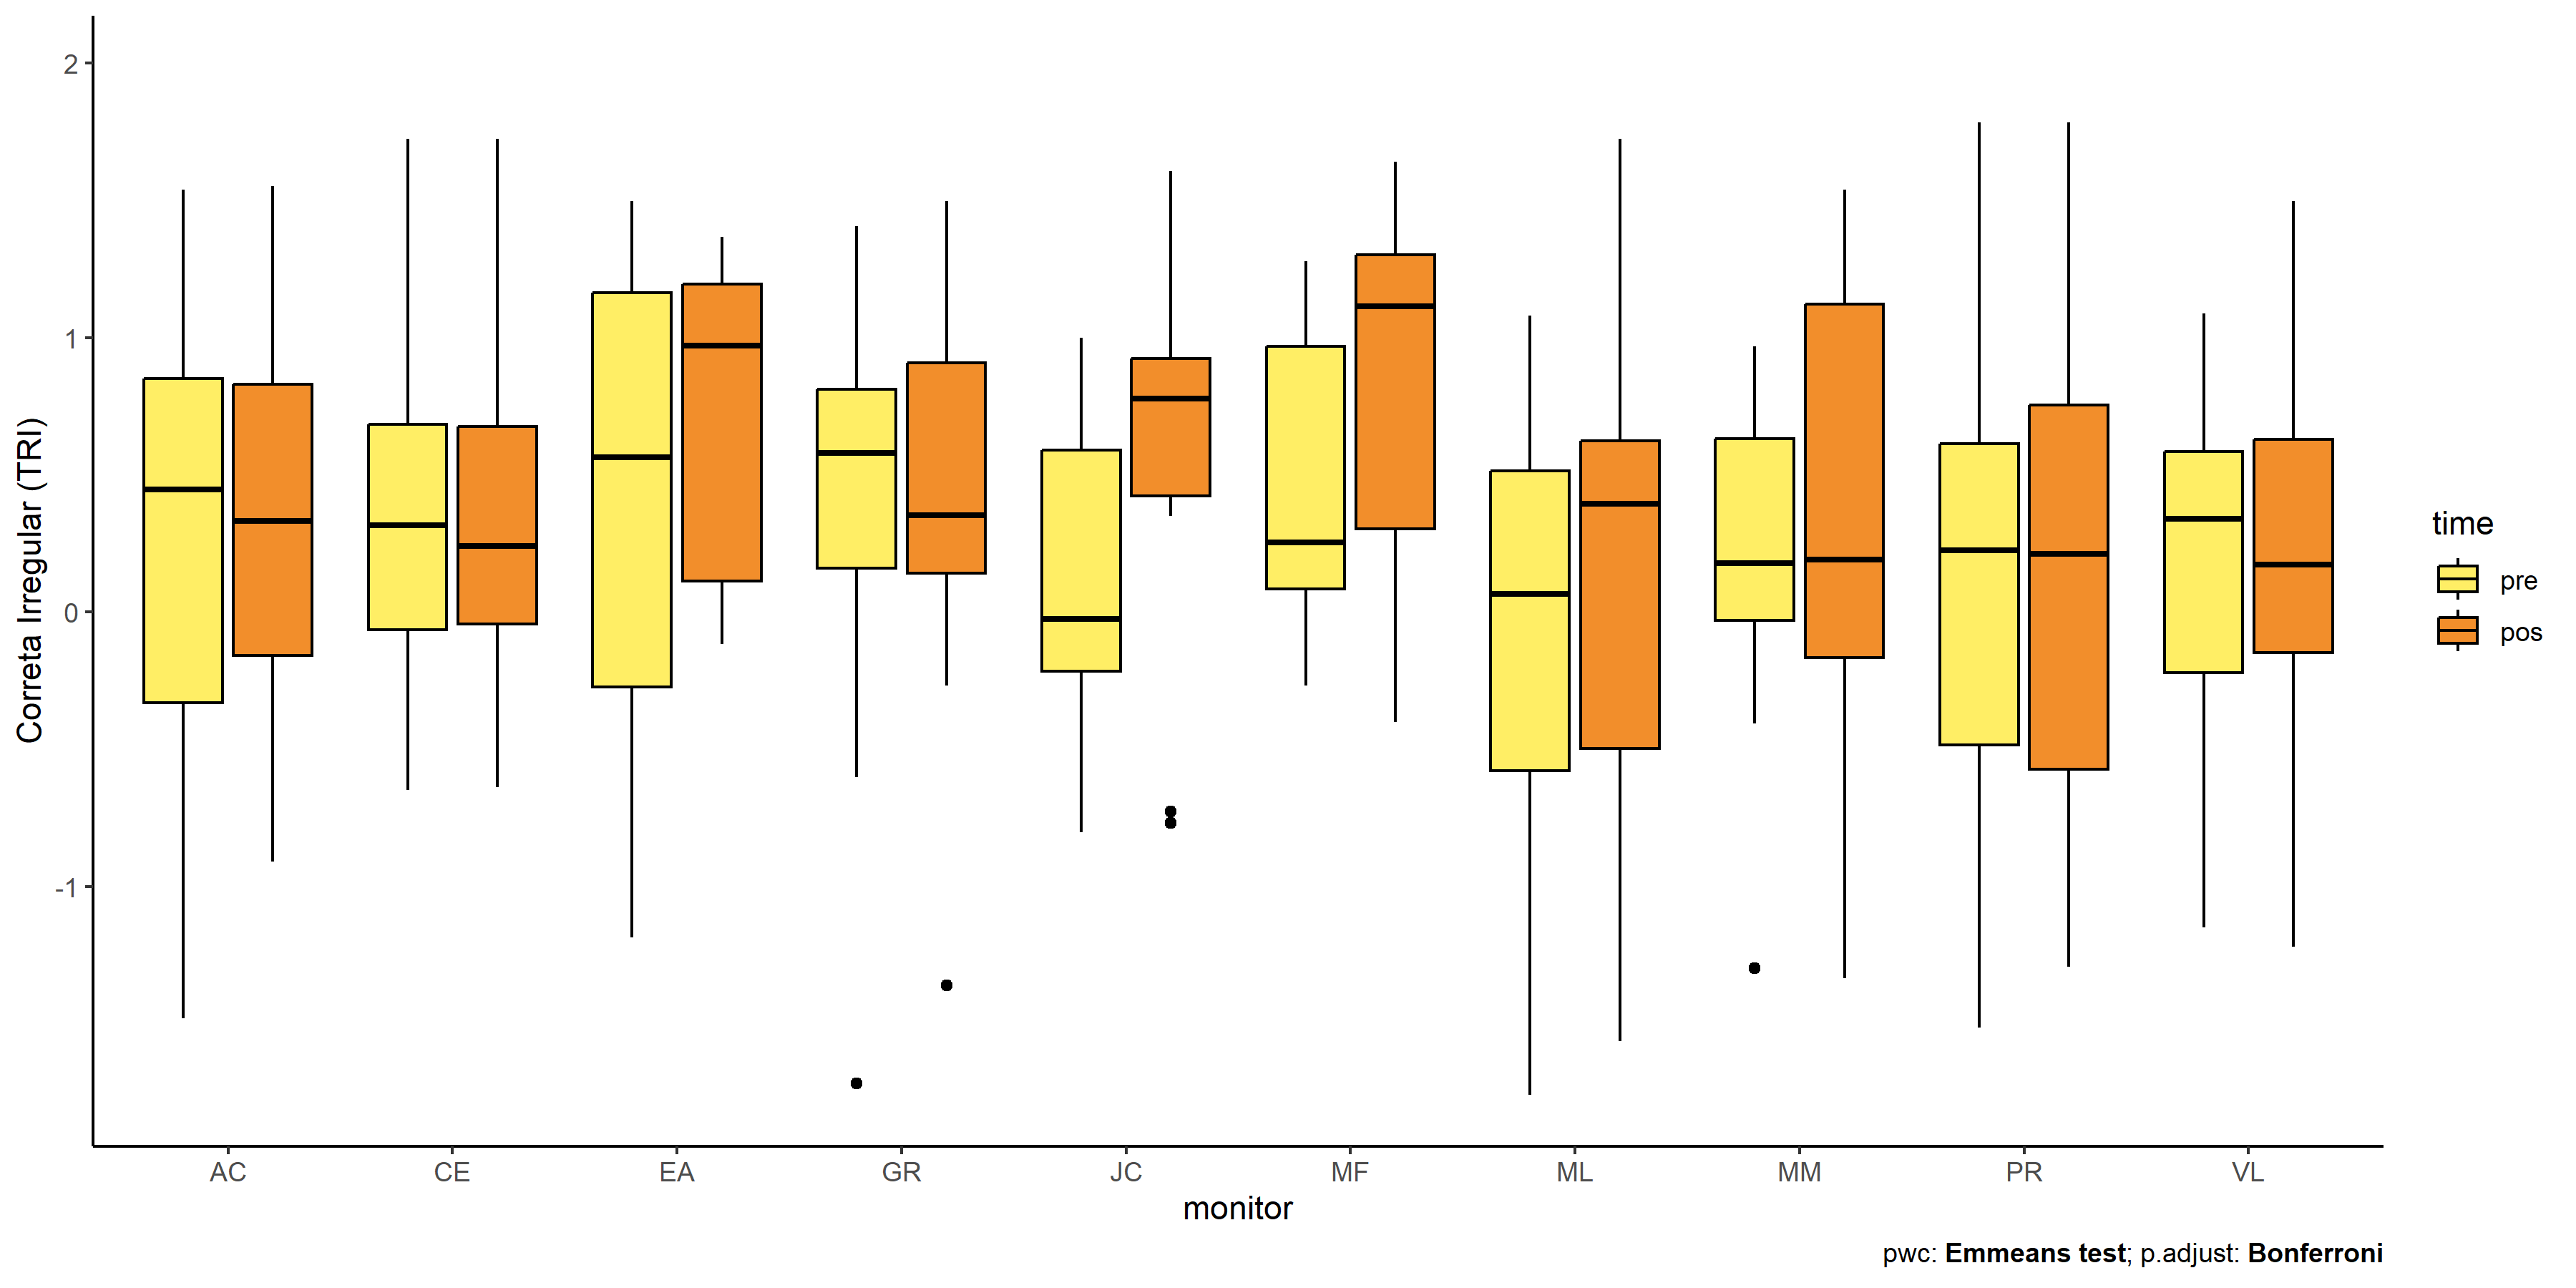 Correta Irregular (TRI)
2
1
0
-1
AC CE EA GR JC MF ML MM PR VL
monitor
time
pre
pos
pwc: Emmeans test; p.adjust: Bonferroni